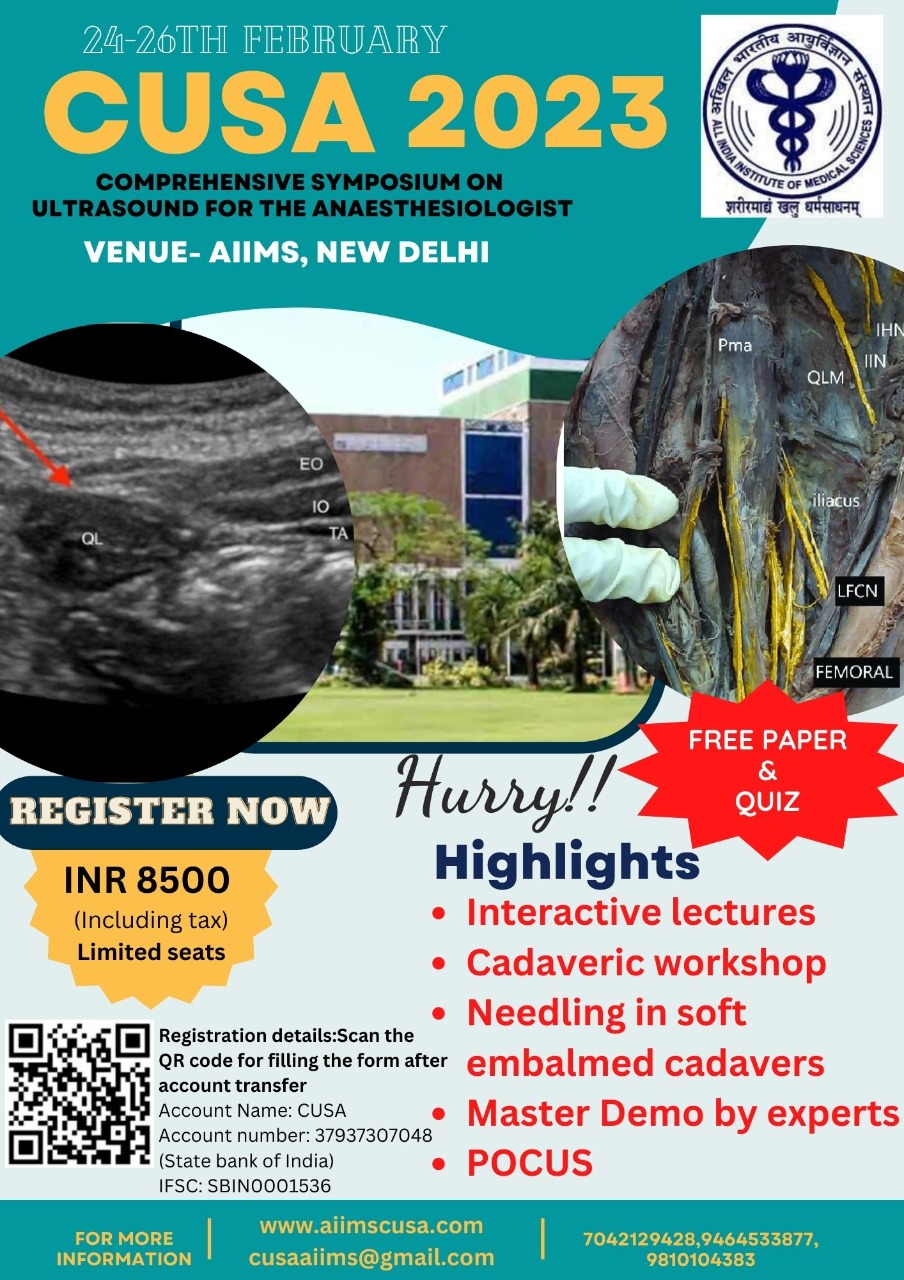 24-26TH FEBRUARY
CUSA 2023
COMPREHENSIVE SYMPOSIUM ON
ULTRASOUND FOR THE ANAESTHESIOLOGIST
VENUE- AIIMS, NEW DELHI
अखिल भारतीय आयुर्विज्ञान संस्थान
ALL INDIA INSTITUTE OF MEDICAL SCIENCES
शरीरमाद्यं खलु धर्मसाधनम्
EO
IO
TA
QL
Pma
IHN
IIN
QLM
iliacus
LFCN
FEMORAL
FREE PAPER
&
QUIZ
Hurry!!
REGISTER NOW
INR 8500
(Including tax)
Limited seats
Highlights
• Interactive lectures
• Cadaveric workshop
• Needling in soft
embalmed cadavers
• Master Demo by experts
• POCUS
Registration details:Scan the
QR code for filling the form after
account transfer
Account Name: CUSA
Account number: 37937307048
(State bank of India)
IFSC: SBIN0001536
FOR MORE
INFORMATION
www.aiimscusa.com
cusaaiims@gmail.com
7042129428,9464533877,
9810104383